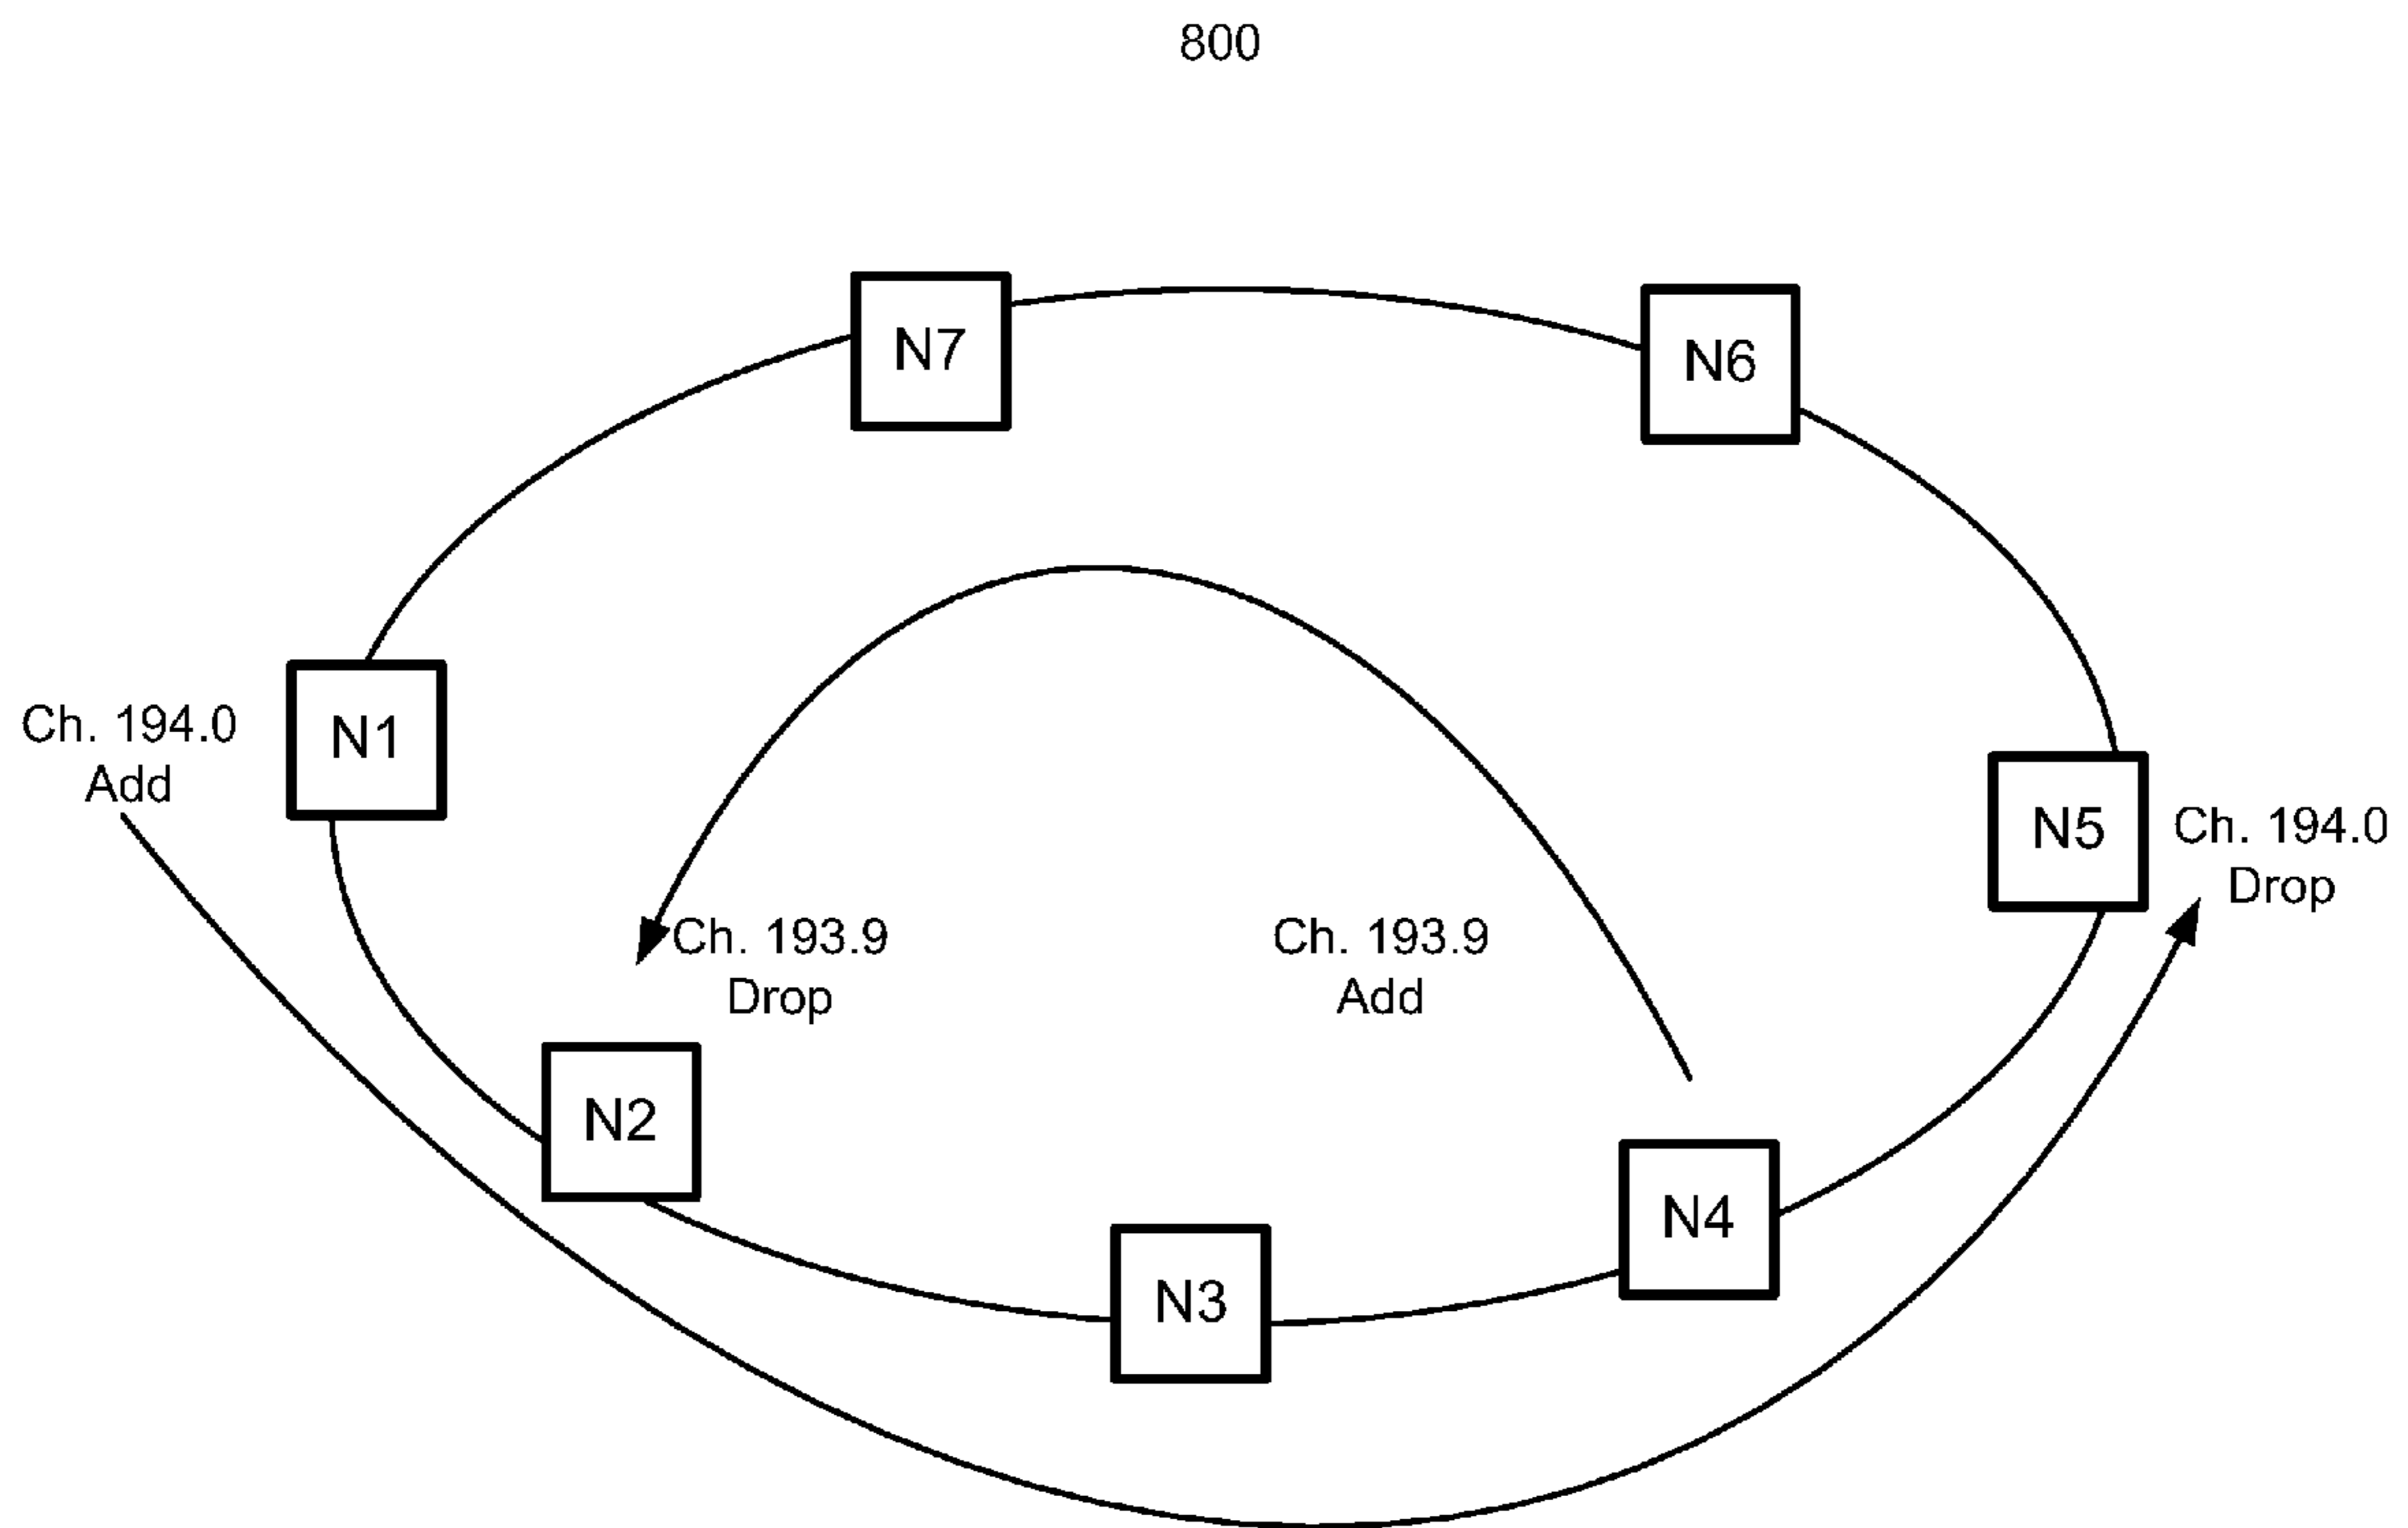 800
N7
N6
N1
Ch. 194.0
Add
N5
Ch. 194.0
Drop
Ch. 193.9
Drop
Ch. 193.9
Add
N2
N4
N3